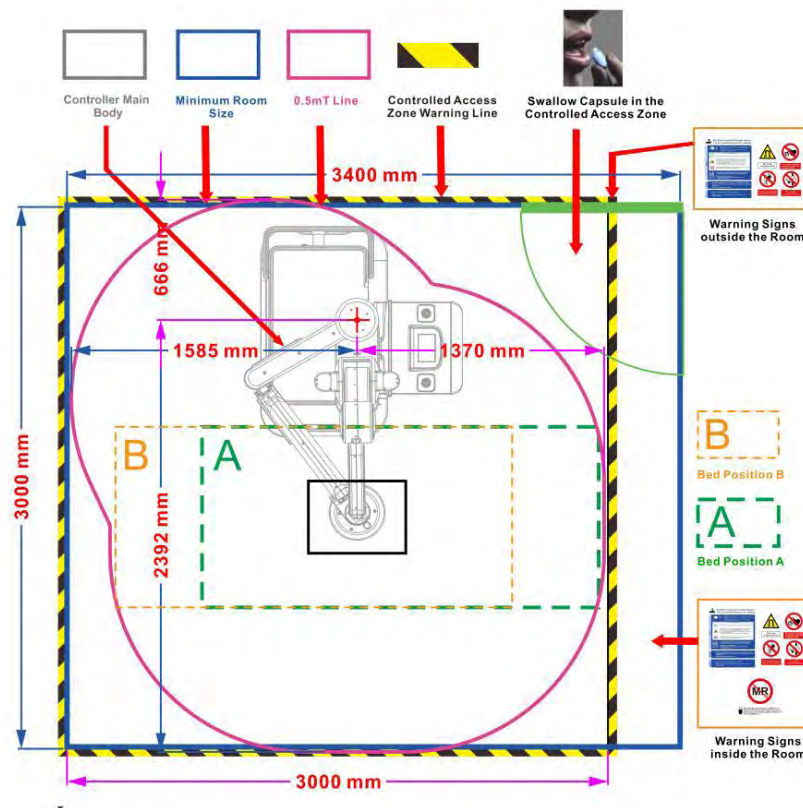 Controller Main
Body
Minimum Room
Size
0.5mT Line
Controlled Access
Zone Warning Line
Swallow Capsule in the
Controlled Access Zone
3400 mm
Warning Signs
outside the Room
666 mm
1585 mm
1370 mm
3000 mm
2392 mm
B
A
B
Bed Position B
A
Bed Position A
MR
Warning Signs
inside the Room
3000 mm